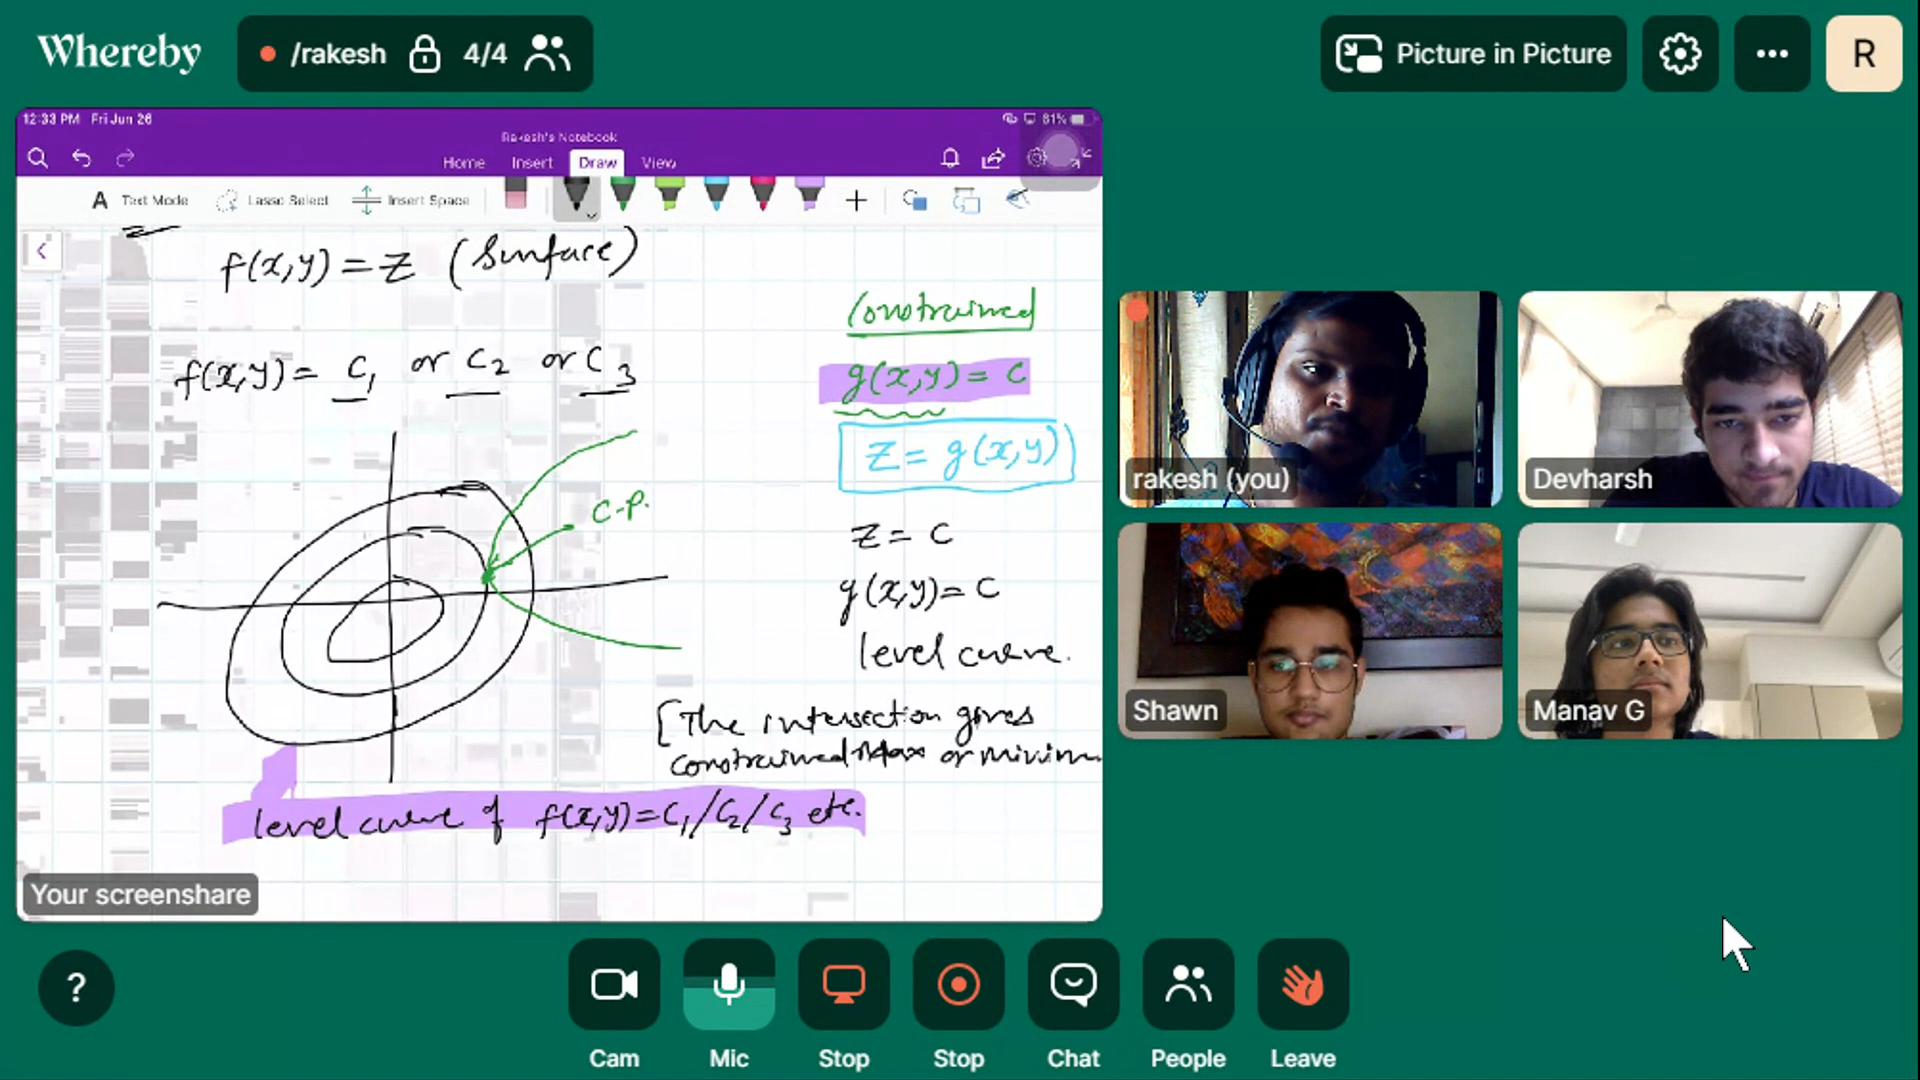 Whereby
/rakesh 4/4
Picture in Picture
R
12:33 PM Fri Jun 26
81%
Rakesh's Notebook
Home Insert Draw View
A Text Mode Lasso Select Insert Space
f(x,y) = Z (Surface)
f(x,y) = C1 or C2 or C3
Constrained
g(x,y) = C
Z = g(x,y)
C.P.
Z = C
g(x,y) = C
level curve.
[The intersection gives
constrained Max or minimum
level curve of f(x,y)=C1/C2/C3 etc.
Your screenshare
rakesh (you)
Devharsh
Shawn
Manav G
?
Cam
Mic
Stop
Stop
Chat
People
Leave